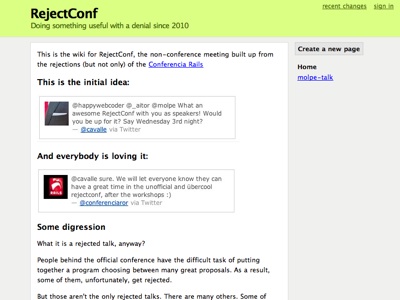 recent changes sign in
RejectConf
Doing something useful with a denial since 2010
This is the wiki for RejectConf, the non-conference meeting built up from
the rejections (but not only) of the Conferencia Rails
This is the initial idea:
@happywebcoder @_aitor @molpe What an
awesome RejectConf with you as speakers! Would
you be up for it? Say Wednesday 3rd night?
— @cavalle via Twitter
And everybody is loving it:
@cavalle sure. We will let everyone know they can
have a great time in the unofficial and übercool
rejectconf, after the workshops :)
— @conferenciaror via Twitter
Some digression
What it is a rejected talk, anyway?
People behind the official conference have the difficult task of putting
together a program choosing between many great proposals. As a result,
some of them, unfortunately, get rejected.
But those aren't the only rejected talks. There are many others. Some of
Create a new page
Home
molpe-talk